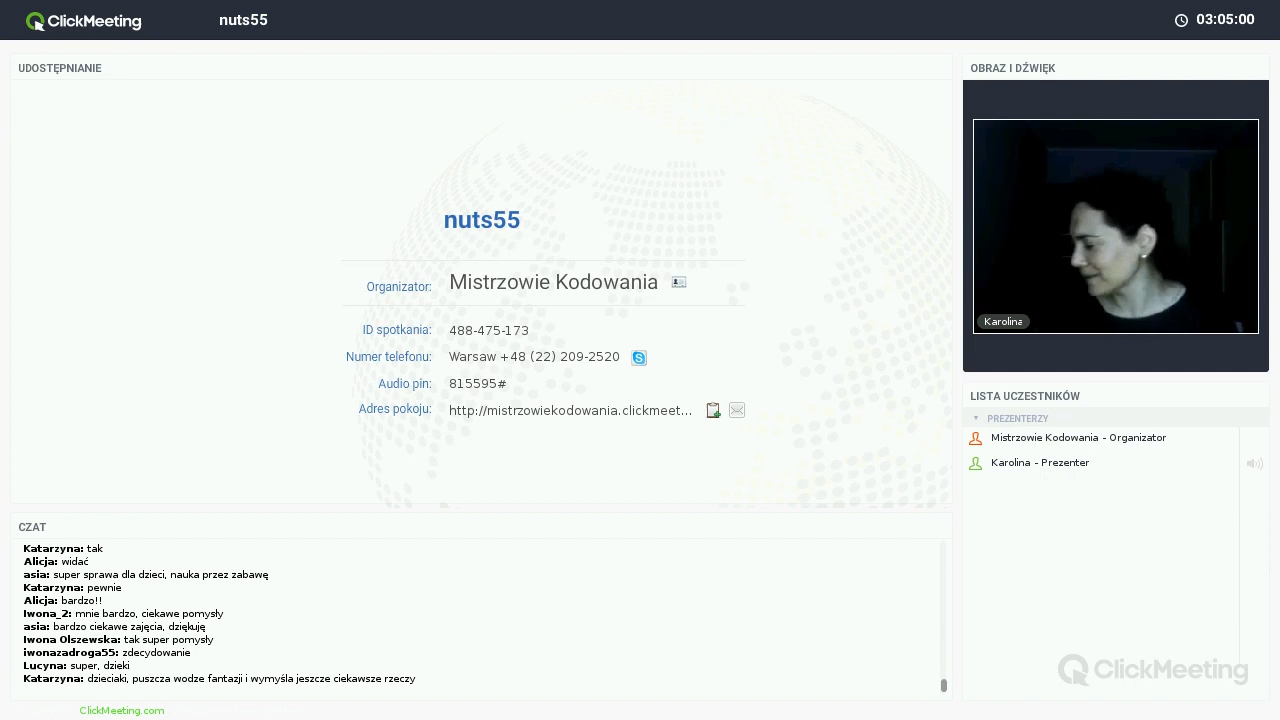 ClickMeeting
nuts55
03:05:00
UDOSTĘPNIANIE
nuts55
Organizator: Mistrzowie Kodowania
ID spotkania: 488-475-173
Numer telefonu: Warsaw +48 (22) 209-2520
Audio pin: 815595#
Adres pokoju: http://mistrzowiekodowania.clickmeet...
CZAT
Katarzyna: tak
Alicja: widać
asia: super sprawa dla dzieci, nauka przez zabawę
Katarzyna: pewnie
Alicja: bardzo!!
Iwona_2: mnie bardzo, ciekawe pomysły
asia: bardzo ciekawe zajęcia, dziękuję
Iwona Olszewska: tak super pomysły
iwonazadroga55: zdecydowanie
Lucyna: super, dzieki
Katarzyna: dzieciaki, puszcza wodze fantazji i wymyśla jeszcze ciekawsze rzeczy
ClickMeeting.com
OBRAZ I DŹWIĘK
Karolina
LISTA UCZESTNIKÓW
PREZENTERZY
Mistrzowie Kodowania - Organizator
Karolina - Prezenter
ClickMeeting